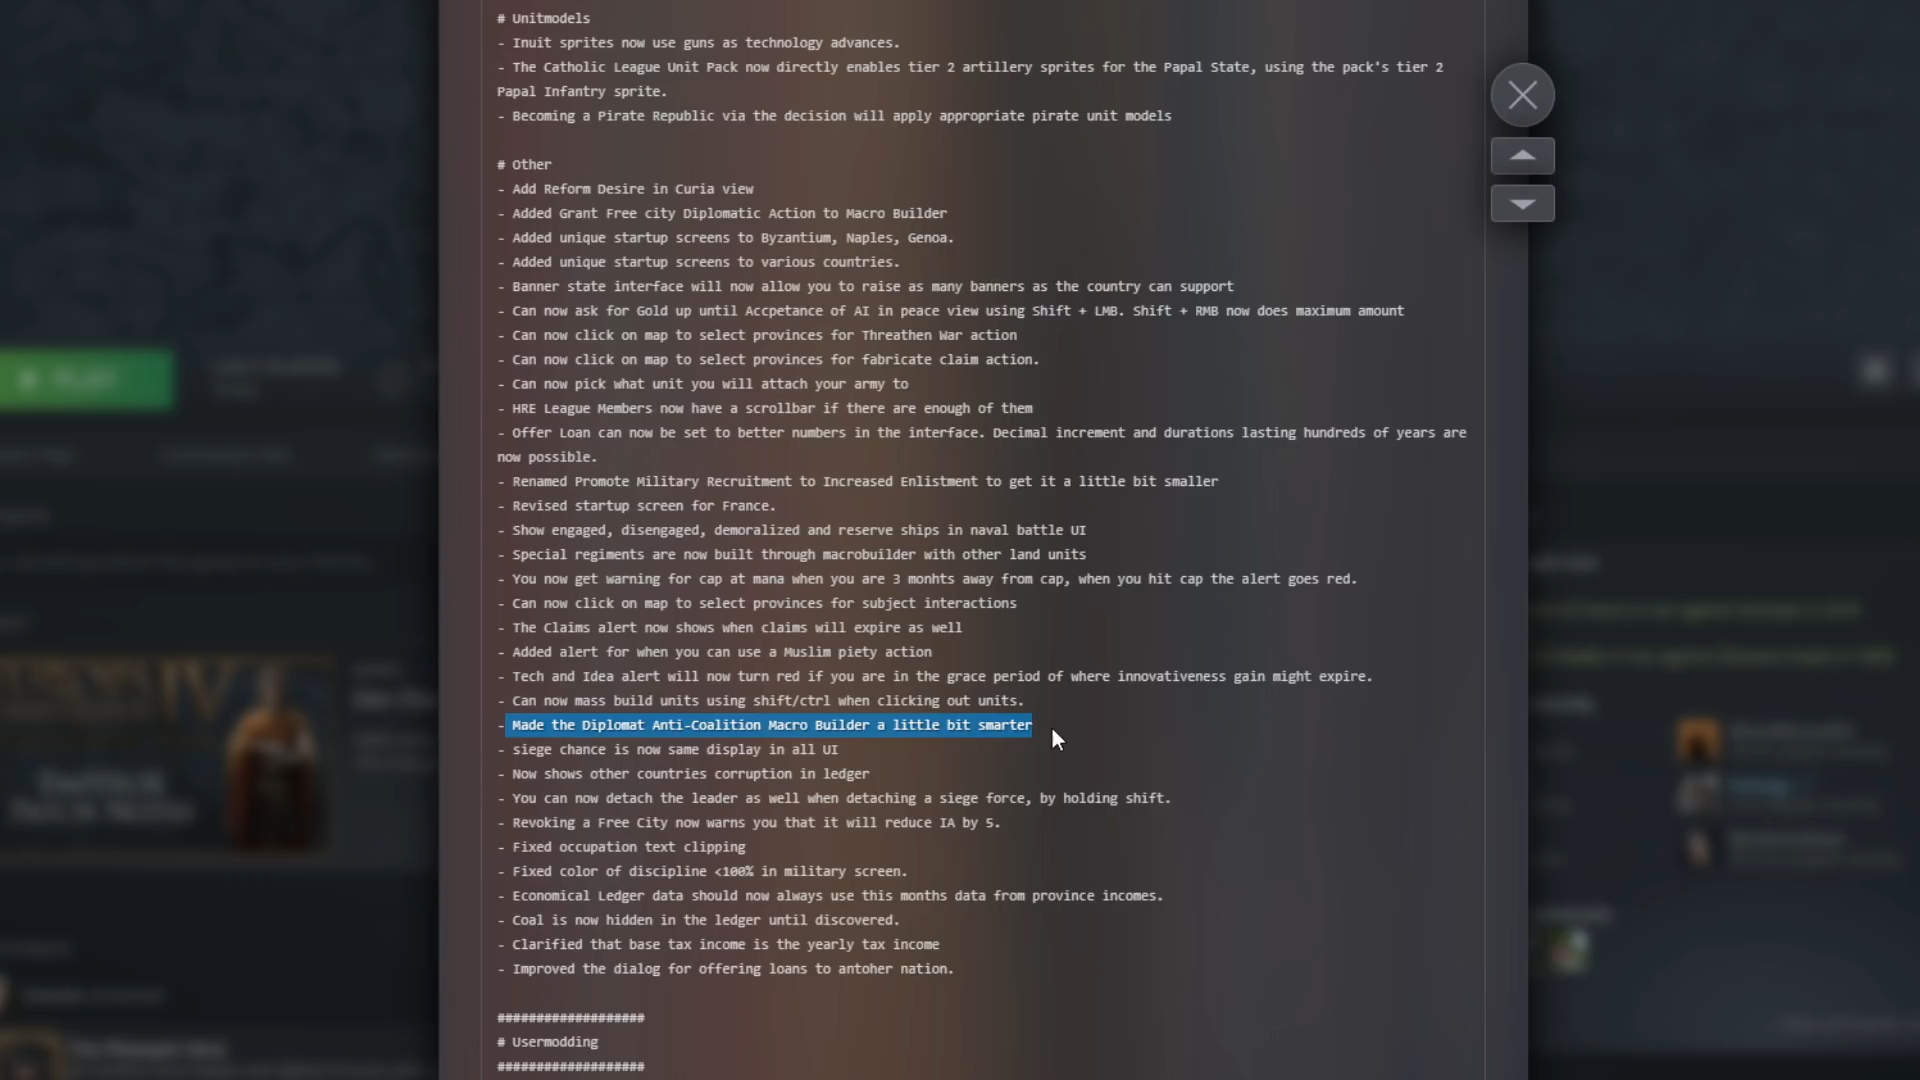 # Unitmodels
- Inuit sprites now use guns as technology advances.
- The Catholic League Unit Pack now directly enables tier 2 artillery sprites for the Papal State, using the pack's tier 2
Papal Infantry sprite.
- Becoming a Pirate Republic via the decision will apply appropriate pirate unit models
# Other
- Add Reform Desire in Curia view
- Added Grant Free city Diplomatic Action to Macro Builder
- Added unique startup screens to Byzantium, Naples, Genoa.
- Added unique startup screens to various countries.
- Banner state interface will now allow you to raise as many banners as the country can support
- Can now ask for Gold up until Accpetance of AI in peace view using Shift + LMB. Shift + RMB now does maximum amount
- Can now click on map to select provinces for Threathen War action
- Can now click on map to select provinces for fabricate claim action.
- Can now pick what unit you will attach your army to
- HRE League Members now have a scrollbar if there are enough of them
- Offer Loan can now be set to better numbers in the interface. Decimal increment and durations lasting hundreds of years are
now possible.
- Renamed Promote Military Recruitment to Increased Enlistment to get it a little bit smaller
- Revised startup screen for France.
- Show engaged, disengaged, demoralized and reserve ships in naval battle UI
- Special regiments are now built through macrobuilder with other land units
- You now get warning for cap at mana when you are 3 monhts away from cap, when you hit cap the alert goes red.
- Can now click on map to select provinces for subject interactions
- The Claims alert now shows when claims will expire as well
- Added alert for when you can use a Muslim piety action
- Tech and Idea alert will now turn red if you are in the grace period of where innovativeness gain might expire.
- Can now mass build units using shift/ctrl when clicking out units.
- Made the Diplomat Anti-Coalition Macro Builder a little bit smarter
- siege chance is now same display in all UI
- Now shows other countries corruption in ledger
- You can now detach the leader as well when detaching a siege force, by holding shift.
- Revoking a Free City now warns you that it will reduce IA by 5.
- Fixed occupation text clipping
- Fixed color of discipline <100% in military screen.
- Economical Ledger data should now always use this months data from province incomes.
- Coal is now hidden in the ledger until discovered.
- Clarified that base tax income is the yearly tax income
- Improved the dialog for offering loans to antoher nation.
###################
# Usermodding
###################
PLAY